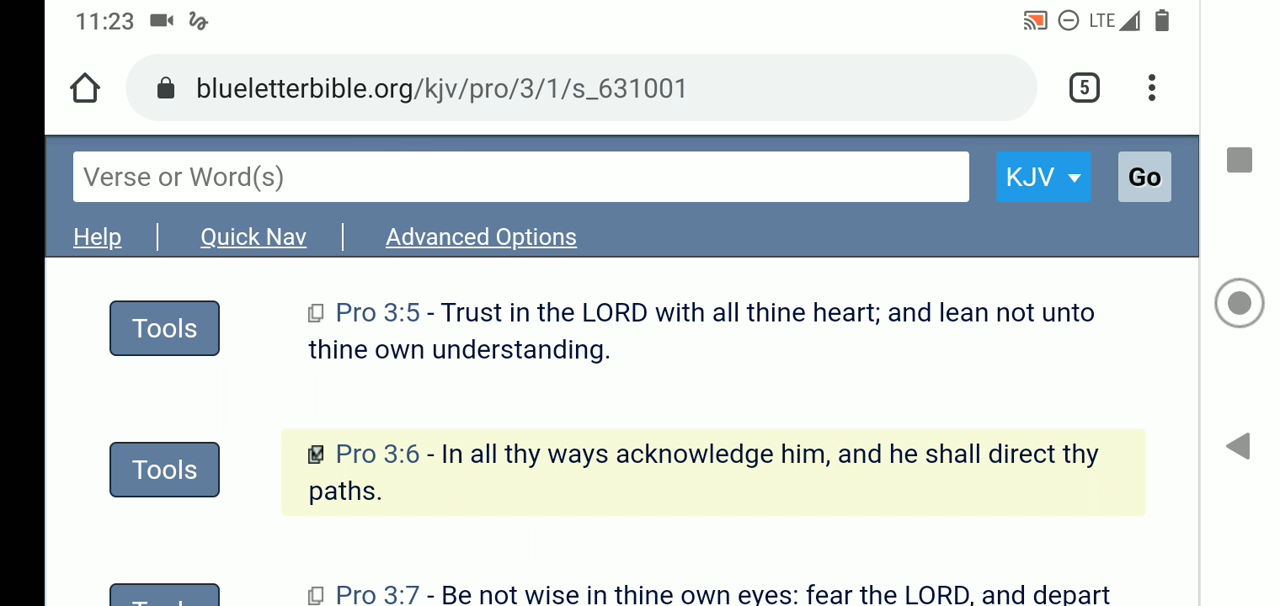 11:23 LTE
blueletterbible.org/kjv/pro/3/1/s_631001 5
Verse or Word(s) KJV Go
Help | Quick Nav | Advanced Options
Tools Pro 3:5 - Trust in the LORD with all thine heart; and lean not unto
thine own understanding.
Tools Pro 3:6 - In all thy ways acknowledge him, and he shall direct thy
paths.
Tools Pro 3:7 - Be not wise in thine own eyes: fear the LORD, and depart